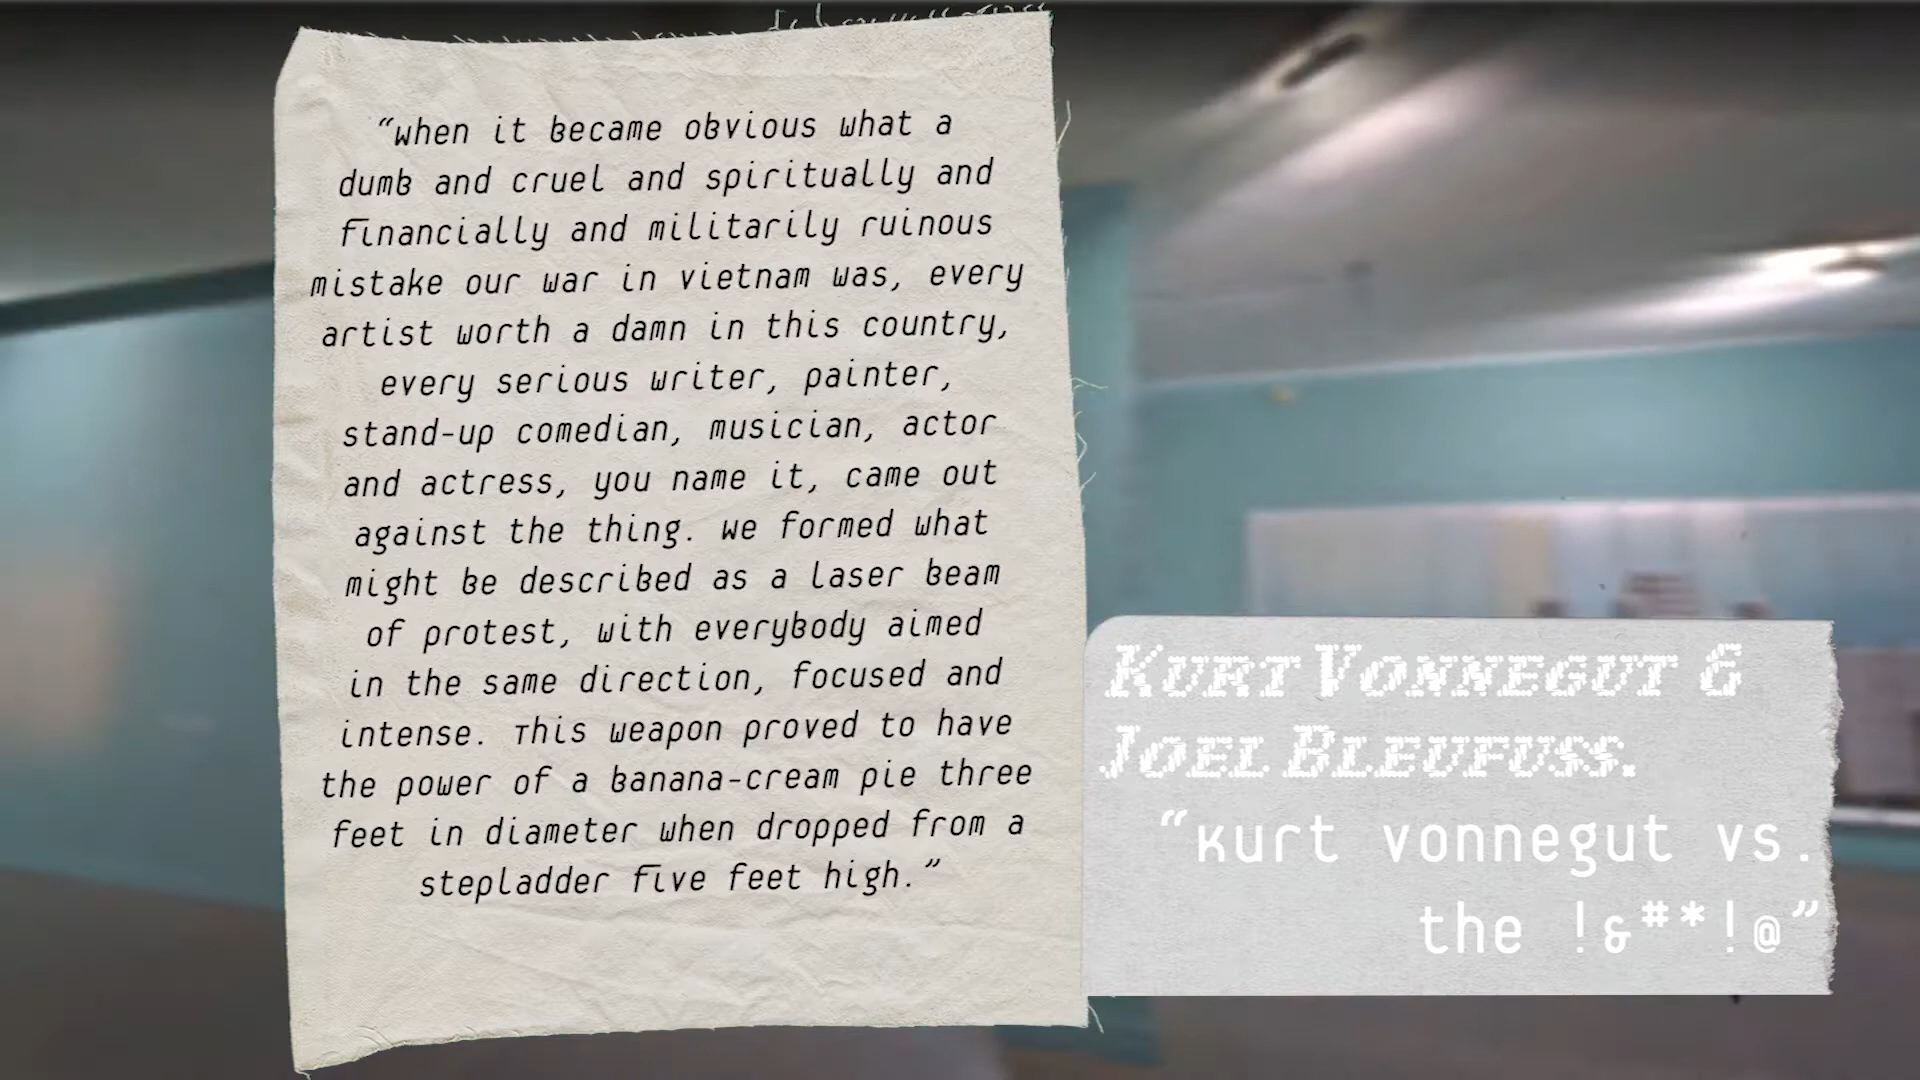 “when it became obvious what a
dumb and cruel and spiritually and
financially and militarily ruinous
mistake our war in vietnam was, every
artist worth a damn in this country,
every serious writer, painter,
stand-up comedian, musician, actor
and actress, you name it, came out
against the thing. we formed what
might be described as a laser beam
of protest, with everybody aimed
in the same direction, focused and
intense. This weapon proved to have
the power of a banana-cream pie three
feet in diameter when dropped from a
stepladder five feet high.”
KURT VONNEGUT &
JOEL BLEUFUSS.
“kurt vonnegut vs.
the !&#**!@”